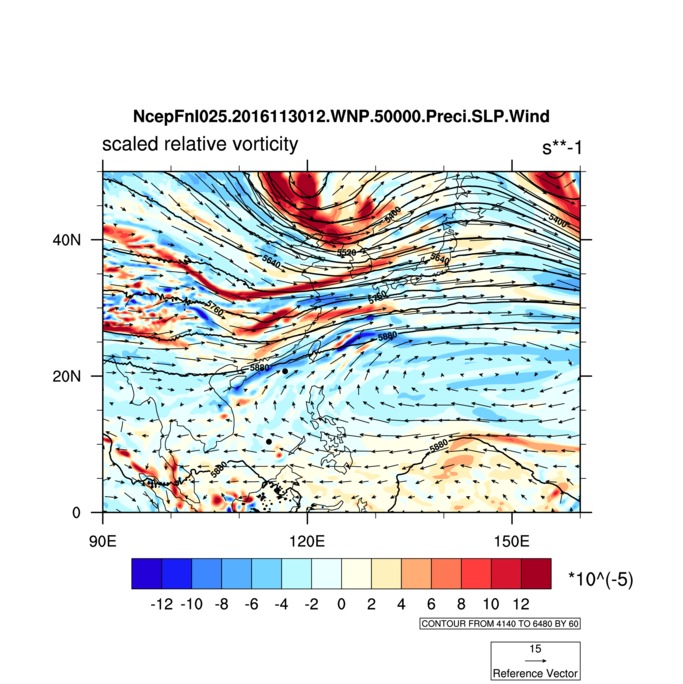 NcepFnl025.2016113012.WNP.50000.Preci.SLP.Wind
scaled relative vorticity s**-1
5400
5400
40N
5520
5640
5640
5760
5760
5880
5880
20N
5880
5880
0
90E 120E 150E
-12 -10 -8 -6 -4 -2 0 2 4 6 8 10 12 *10^(-5)
CONTOUR FROM 4140 TO 6480 BY 60
15
Reference Vector